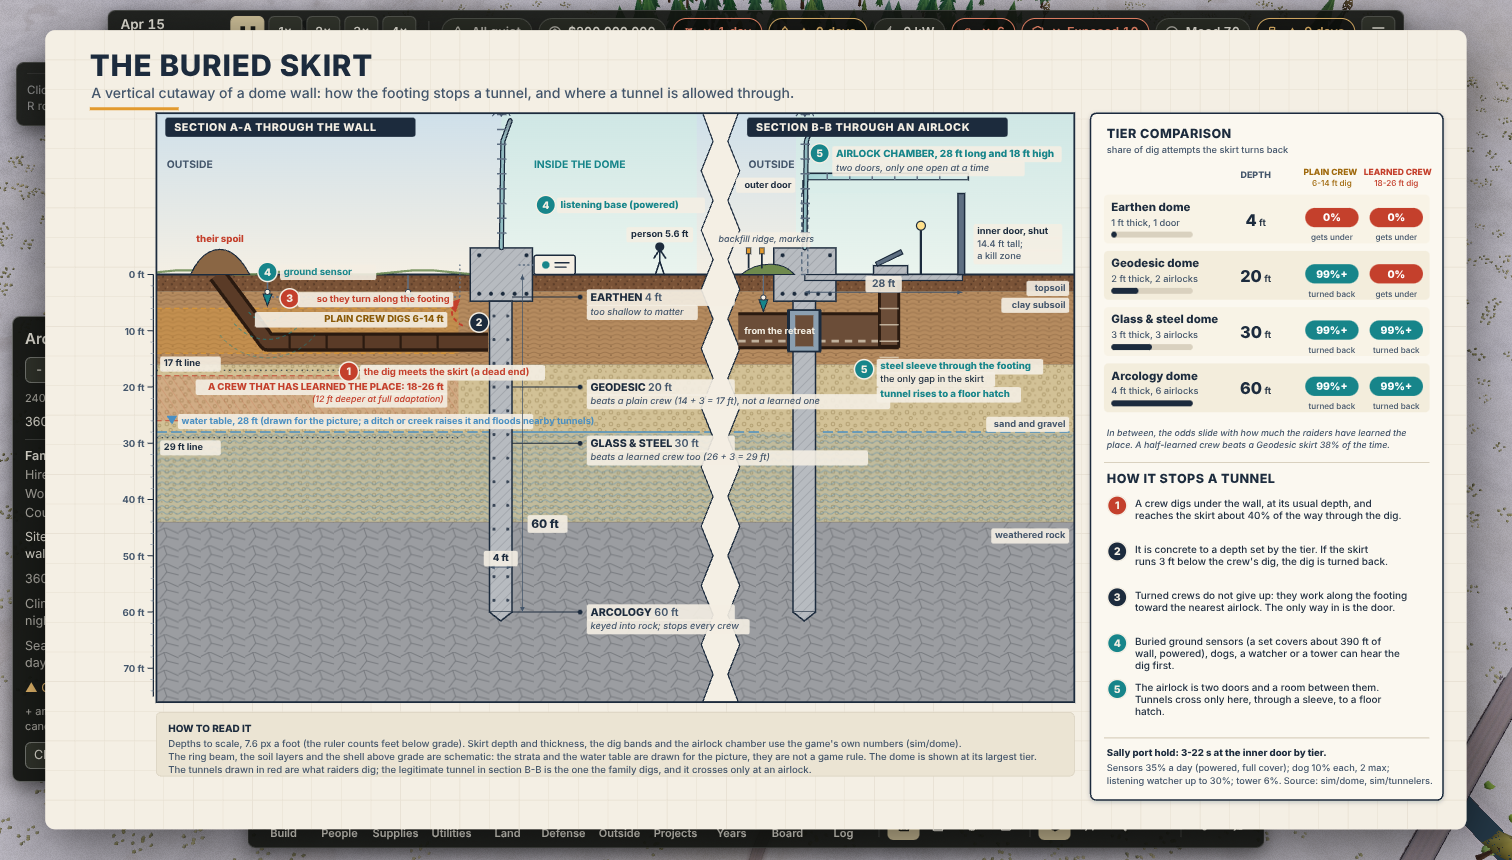 Apr 15
THE BURIED SKIRT
A vertical cutaway of a dome wall: how the footing stops a tunnel, and where a tunnel is allowed through.
SECTION A-A THROUGH THE WALL
OUTSIDE
INSIDE THE DOME
4 listening base (powered)
person 5.6 ft
their spoil
4 ground sensor
3 so they turn along the footing
PLAIN CREW DIGS 6-14 ft
2
17 ft line
1 the dig meets the skirt (a dead end)
A CREW THAT HAS LEARNED THE PLACE: 18-26 ft
(12 ft deeper at full adaptation)
water table, 28 ft (drawn for the picture; a ditch or creek raises it and floods nearby tunnels)
29 ft line
0 ft
10 ft
20 ft
30 ft
40 ft
50 ft
60 ft
70 ft
EARTHEN 4 ft
too shallow to matter
GEODESIC 20 ft
beats a plain crew (14 + 3 = 17 ft), not a learned one
GLASS & STEEL 30 ft
beats a learned crew too (26 + 3 = 29 ft)
60 ft
4 ft
ARCOLOGY 60 ft
keyed into rock; stops every crew
SECTION B-B THROUGH AN AIRLOCK
OUTSIDE
5 AIRLOCK CHAMBER, 28 ft long and 18 ft high
two doors, only one open at a time
outer door
backfill ridge, markers
inner door, shut
14.4 ft tall;
a kill zone
28 ft
topsoil
clay subsoil
from the retreat
5 steel sleeve through the footing
the only gap in the skirt
tunnel rises to a floor hatch
sand and gravel
weathered rock
HOW TO READ IT
Depths to scale, 7.6 px a foot (the ruler counts feet below grade). Skirt depth and thickness, the dig bands and the airlock chamber use the game's own numbers (sim/dome).
The ring beam, the soil layers and the shell above grade are schematic: the strata and the water table are drawn for the picture, they are not a game rule. The dome is shown at its largest tier.
The tunnels drawn in red are what raiders dig; the legitimate tunnel in section B-B is the one the family digs, and it crosses only at an airlock.
TIER COMPARISON
share of dig attempts the skirt turns back
DEPTH
PLAIN CREW
6-14 ft dig
LEARNED CREW
18-26 ft dig
Earthen dome
1 ft thick, 1 door
4 ft
0%
gets under
0%
gets under
Geodesic dome
2 ft thick, 2 airlocks
20 ft
99%+
turned back
0%
gets under
Glass & steel dome
3 ft thick, 3 airlocks
30 ft
99%+
turned back
99%+
turned back
Arcology dome
4 ft thick, 6 airlocks
60 ft
99%+
turned back
99%+
turned back
In between, the odds slide with how much the raiders have learned the
place. A half-learned crew beats a Geodesic skirt 38% of the time.
HOW IT STOPS A TUNNEL
1 A crew digs under the wall, at its usual depth, and
reaches the skirt about 40% of the way through the dig.
2 It is concrete to a depth set by the tier. If the skirt
runs 3 ft below the crew's dig, the dig is turned back.
3 Turned crews do not give up: they work along the footing
toward the nearest airlock. The only way in is the door.
4 Buried ground sensors (a set covers about 390 ft of
wall, powered), dogs, a watcher or a tower can hear the
dig first.
5 The airlock is two doors and a room between them.
Tunnels cross only here, through a sleeve, to a floor
hatch.
Sally port hold: 3-22 s at the inner door by tier.
Sensors 35% a day (powered, full cover); dog 10% each, 2 max;
listening watcher up to 30%; tower 6%. Source: sim/dome, sim/tunnelers.
Build People Supplies Utilities Land Defense Outside Projects Years Board Log